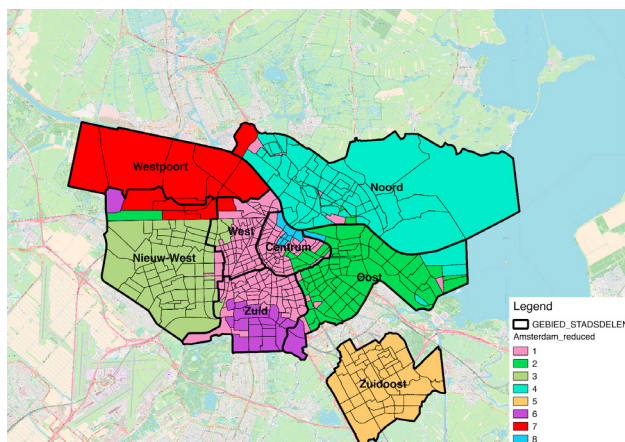 Westpoort
Noord
West
Centrum
Nieuw-West
Oost
Zuid
Zuidoost
Legend
GEBIED_STADSDELEN
Amsterdam_reduced
1
2
3
4
5
6
7
8